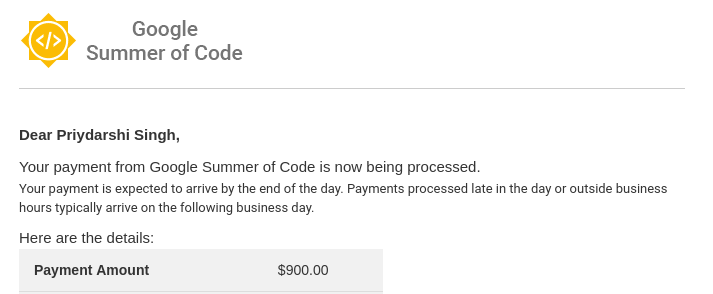 </>
Google
Summer of Code
Dear Priydarshi Singh,
Your payment from Google Summer of Code is now being processed.
Your payment is expected to arrive by the end of the day. Payments processed late in the day or outside business
hours typically arrive on the following business day.
Here are the details:
Payment Amount $900.00